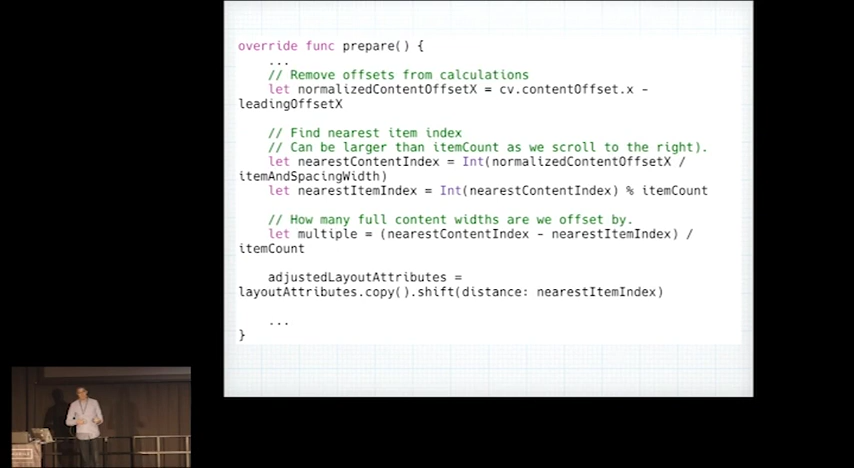 override func prepare() {
...
// Remove offsets from calculations
let normalizedContentOffsetX = cv.contentOffset.x -
leadingOffsetX
// Find nearest item index
// Can be larger than itemCount as we scroll to the right).
let nearestContentIndex = Int(normalizedContentOffsetX /
itemAndSpacingWidth)
let nearestItemIndex = Int(nearestContentIndex) % itemCount
// How many full content widths are we offset by.
let multiple = (nearestContentIndex - nearestItemIndex) /
itemCount
adjustedLayoutAttributes =
layoutAttributes.copy().shift(distance: nearestItemIndex)
...
}